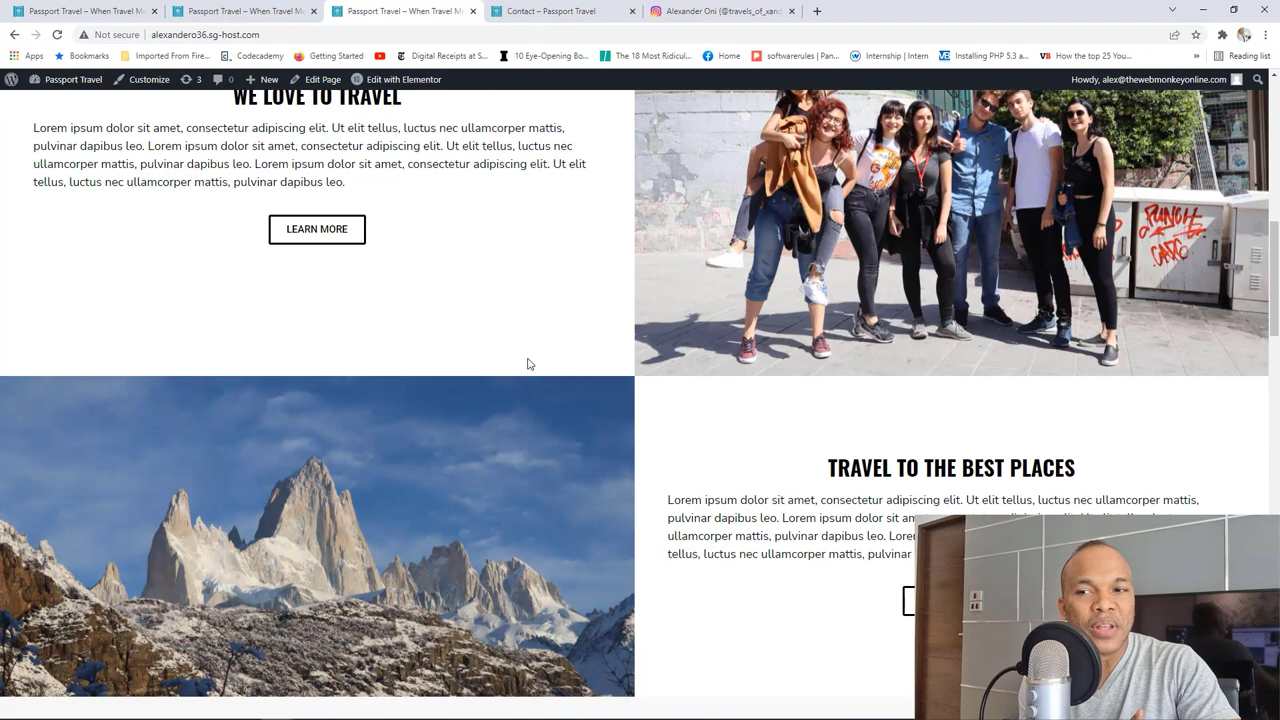 Passport Travel – When Travel M
Passport Travel – When Travel M
Passport Travel – When Travel M
Contact – Passport Travel
Alexander Oni (@travels_of_xand
Not secure
alexandero36.sg-host.com
Apps
Bookmarks
Imported From Fire...
Codecademy
Getting Started
Digital Receipts at S...
10 Eye-Opening Bo...
The 18 Most Ridicul...
Home
softwarerules | Pan...
Internship | Intern
Installing PHP 5.3 a...
How the top 25 You...
»
Reading list
Passport Travel
Customize
3
0
New
Edit Page
Edit with Elementor
Howdy, alex@thewebmonkeyonline.com
WE LOVE TO TRAVEL
Lorem ipsum dolor sit amet, consectetur adipiscing elit. Ut elit tellus, luctus nec ullamcorper mattis,
pulvinar dapibus leo. Lorem ipsum dolor sit amet, consectetur adipiscing elit. Ut elit tellus, luctus nec
ullamcorper mattis, pulvinar dapibus leo. Lorem ipsum dolor sit amet, consectetur adipiscing elit. Ut elit
tellus, luctus nec ullamcorper mattis, pulvinar dapibus leo.
LEARN MORE
TRAVEL TO THE BEST PLACES
Lorem ipsum dolor sit amet, consectetur adipiscing elit. Ut elit tellus, luctus nec ullamcorper mattis,
pulvinar dapibus leo. Lorem ipsum dolor sit am
ullamcorper mattis, pulvinar dapibus leo. Lorem
tellus, luctus nec ullamcorper mattis, pulvinar